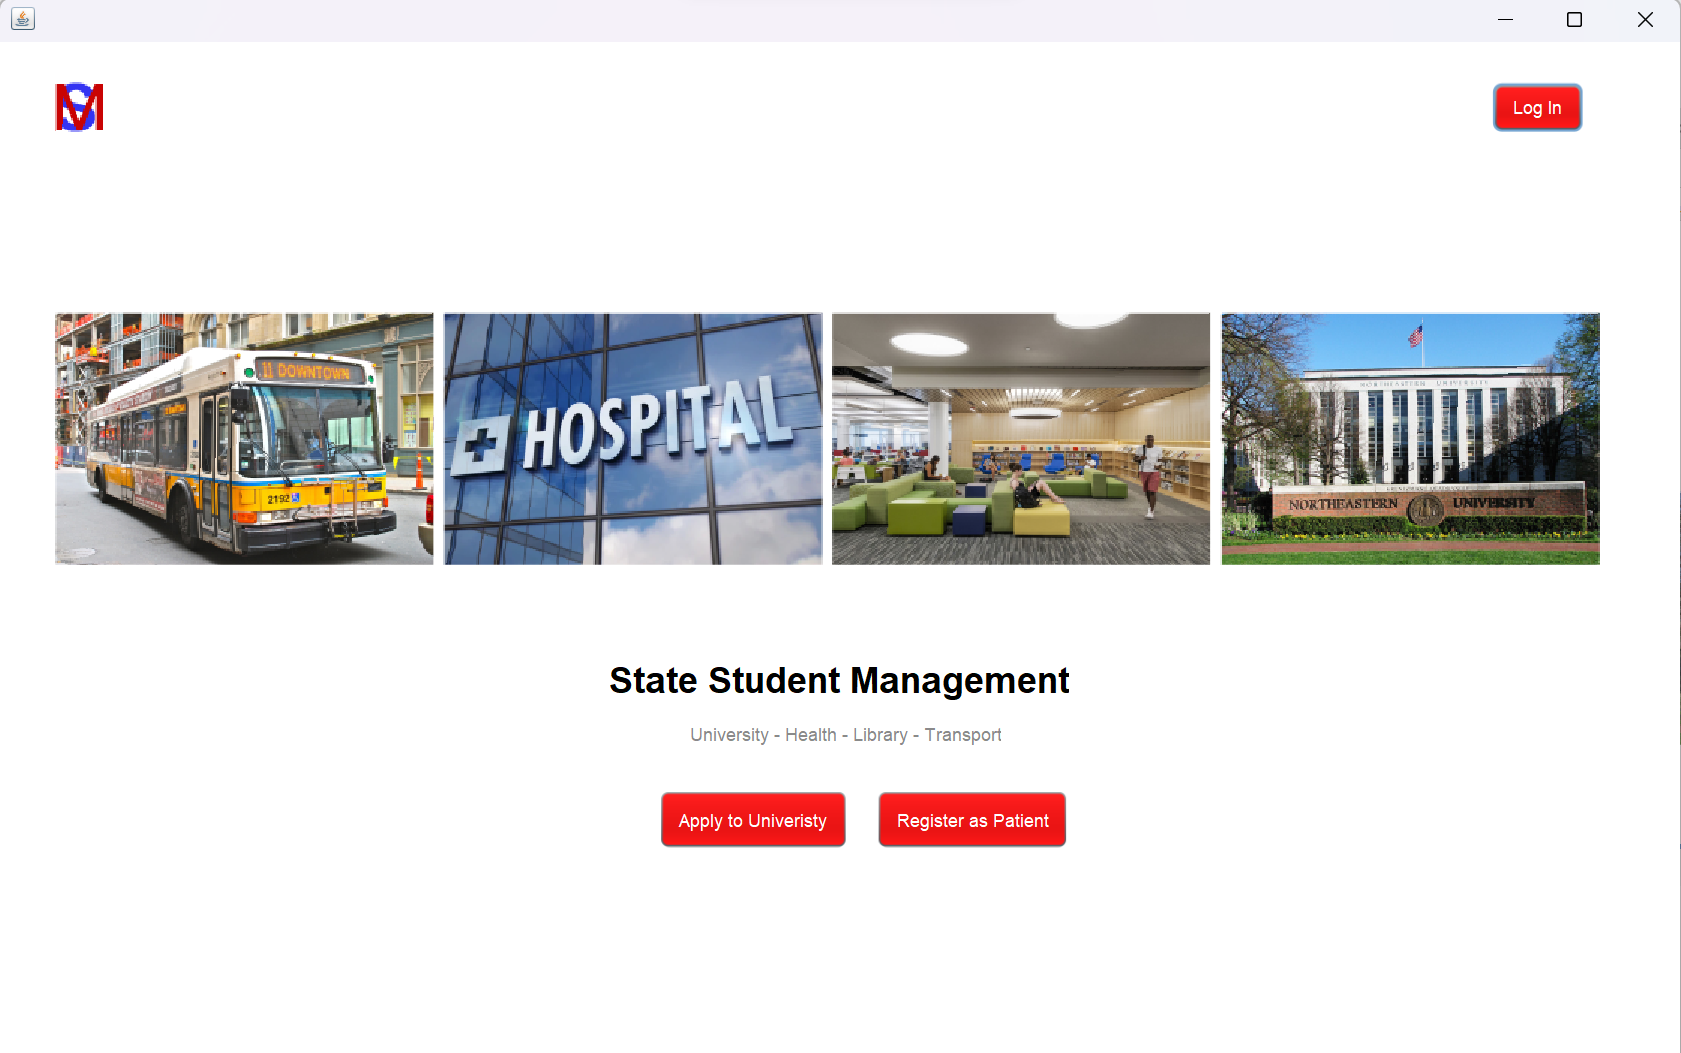 Log In
11 DOWNTOWN
2192
HOSPITAL
NORTHEASTERN UNIVERSITY
NORTHEASTERN UNIVERSITY
State Student Management
University - Health - Library - Transport
Apply to Univeristy
Register as Patient